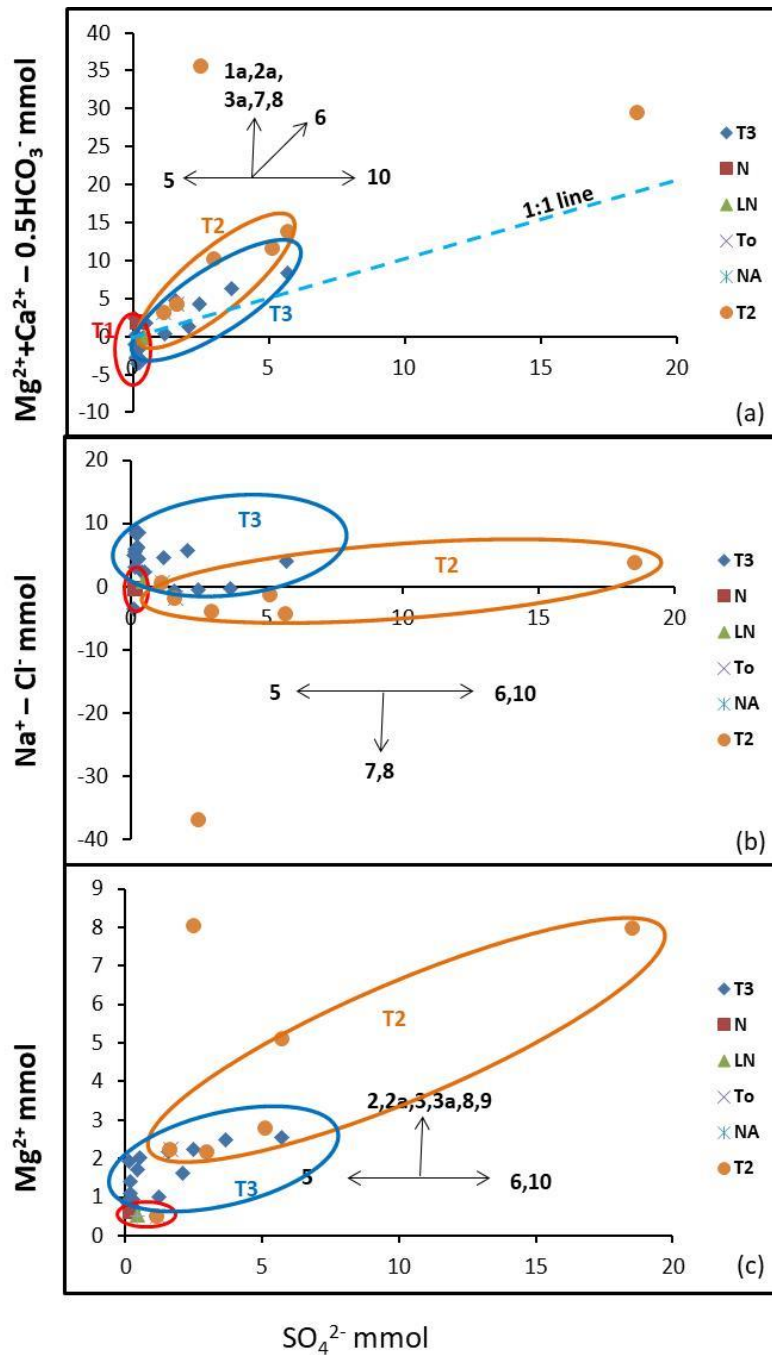 Mg²⁺+Ca²⁺ – 0.5HCO₃⁻ mmol
40
35
30
25
20
15
10
5
0
-5
-10
0
5
10
15
20
1a,2a,
3a,7,8
6
5
10
1:1 line
T2
T3
T1
T3
N
LN
To
NA
T2
(a)
Na⁺ – Cl⁻ mmol
20
10
0
-10
-20
-30
-40
0
5
10
15
20
T3
T2
5
6,10
7,8
T3
N
LN
To
NA
T2
(b)
Mg²⁺ mmol
9
8
7
6
5
4
3
2
1
0
0
5
10
15
20
T2
2,2a,3,3a,8,9
T3
5
6,10
T3
N
LN
To
NA
T2
(c)
SO₄²⁻ mmol